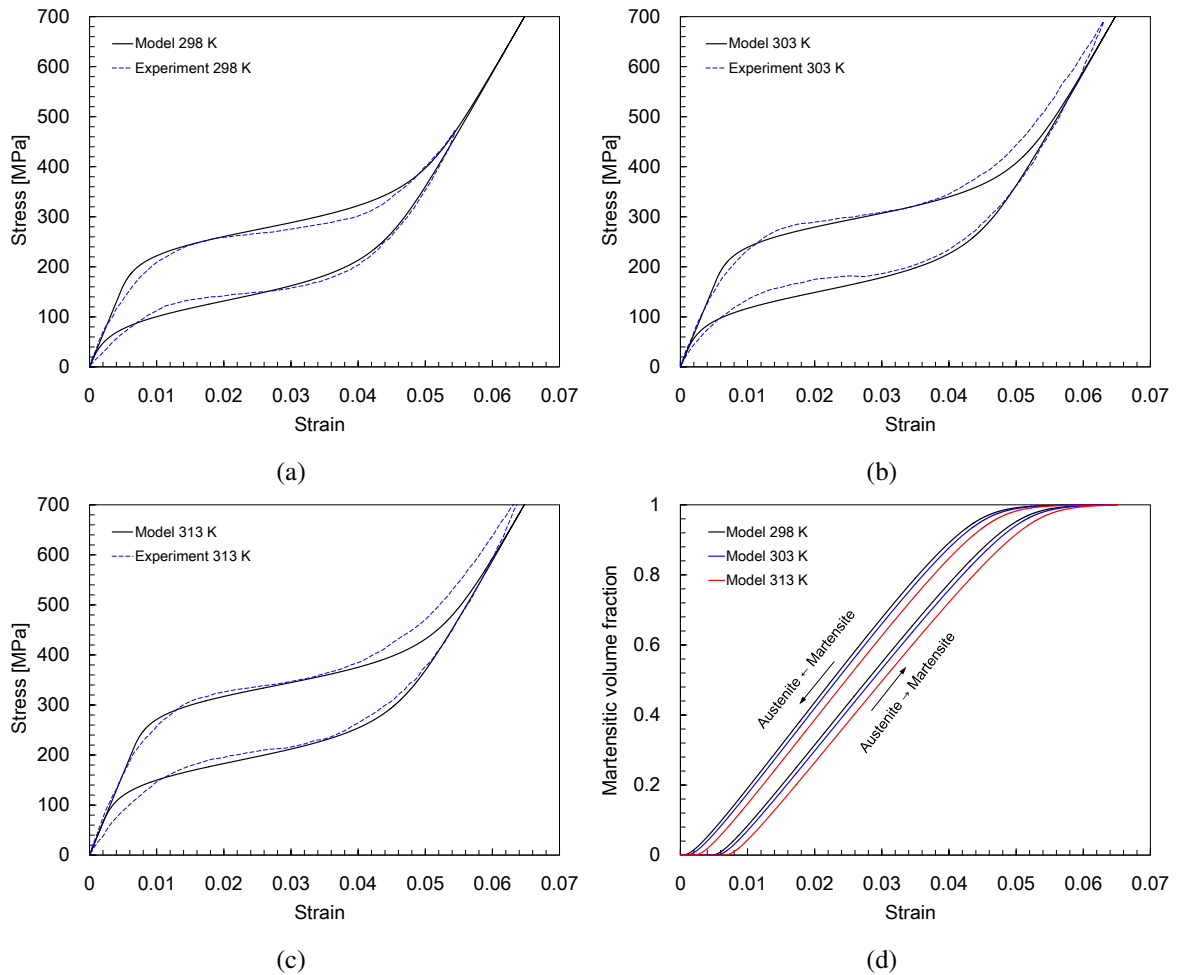 700
600
500
400
300
200
100
0
Stress [MPa]
Model 298 K
Experiment 298 K
0 0.01 0.02 0.03 0.04 0.05 0.06 0.07
Strain
(a)
700
600
500
400
300
200
100
0
Stress [MPa]
Model 303 K
Experiment 303 K
0 0.01 0.02 0.03 0.04 0.05 0.06 0.07
Strain
(b)
700
600
500
400
300
200
100
0
Stress [MPa]
Model 313 K
Experiment 313 K
0 0.01 0.02 0.03 0.04 0.05 0.06 0.07
Strain
(c)
1
0.8
0.6
0.4
0.2
0
Martensitic volume fraction
Model 298 K
Model 303 K
Model 313 K
Austenite ← Martensite
Austenite → Martensite
0 0.01 0.02 0.03 0.04 0.05 0.06 0.07
Strain
(d)